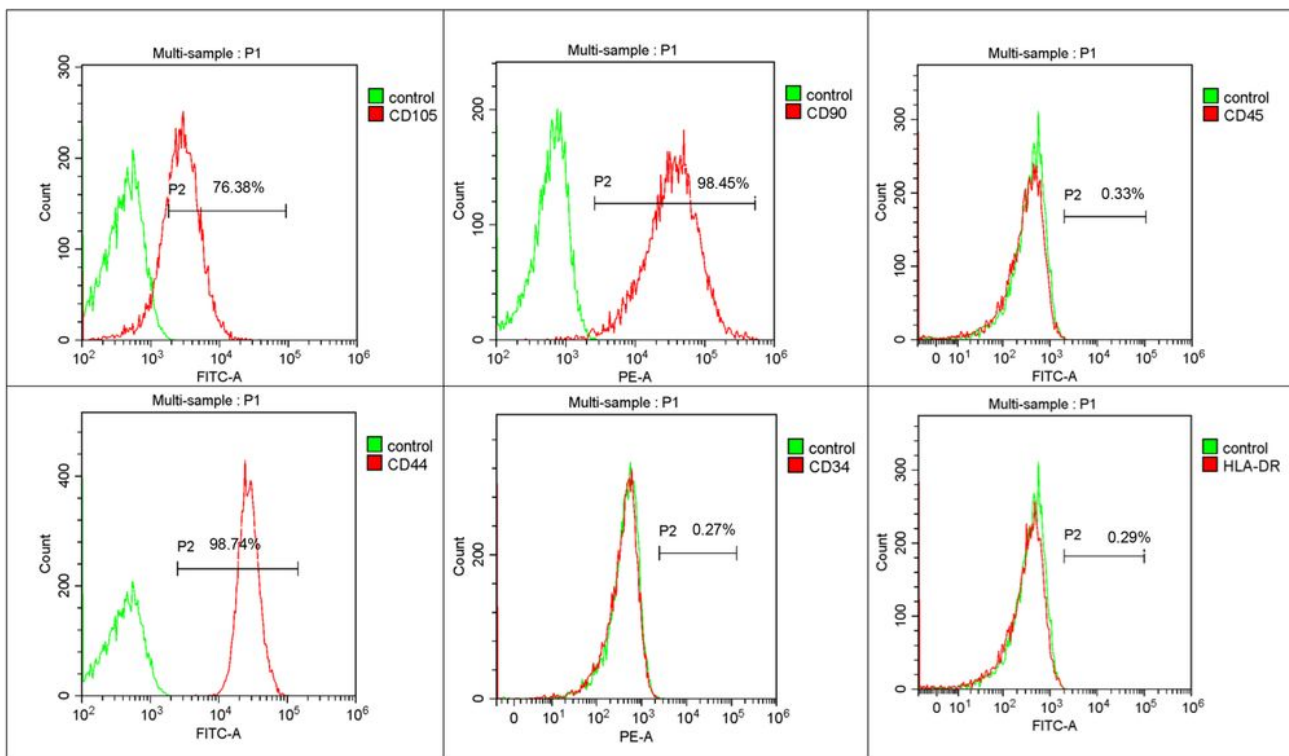 Multi-sample : P1
300
200
100
0
Count
P2 76.38%
10² 10³ 10⁴ 10⁵ 10⁶
FITC-A
control
CD105
Multi-sample : P1
200
100
0
Count
P2 98.45%
10² 10³ 10⁴ 10⁵ 10⁶
PE-A
control
CD90
Multi-sample : P1
300
200
100
0
Count
P2 0.33%
0 10¹ 10² 10³ 10⁴ 10⁵ 10⁶
FITC-A
control
CD45
Multi-sample : P1
400
200
0
Count
P2 98.74%
10² 10³ 10⁴ 10⁵ 10⁶
FITC-A
control
CD44
Multi-sample : P1
200
0
Count
P2 0.27%
0 10² 10³ 10⁴ 10⁵ 10⁶
PE-A
control
CD34
Multi-sample : P1
300
200
100
0
Count
P2 0.29%
0 10¹ 10² 10³ 10⁴ 10⁵ 10⁶
FITC-A
control
HLA-DR